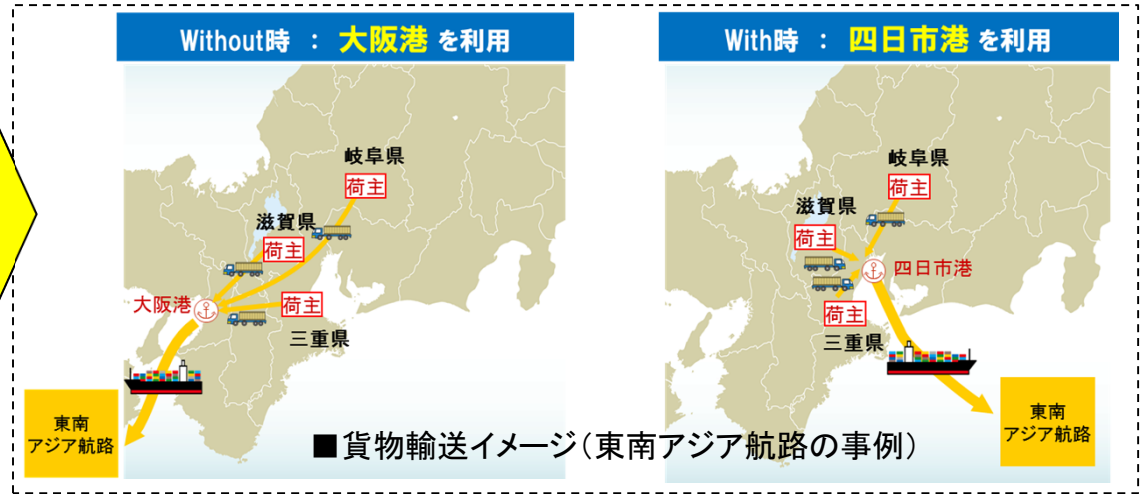 Without時 ： 大阪港 を利用
岐阜県
荷主
滋賀県
荷主
大阪港
荷主
三重県
東南
アジア航路
With時 ： 四日市港 を利用
岐阜県
荷主
滋賀県
荷主
四日市港
荷主
三重県
東南
アジア航路
■貨物輸送イメージ（東南アジア航路の事例）